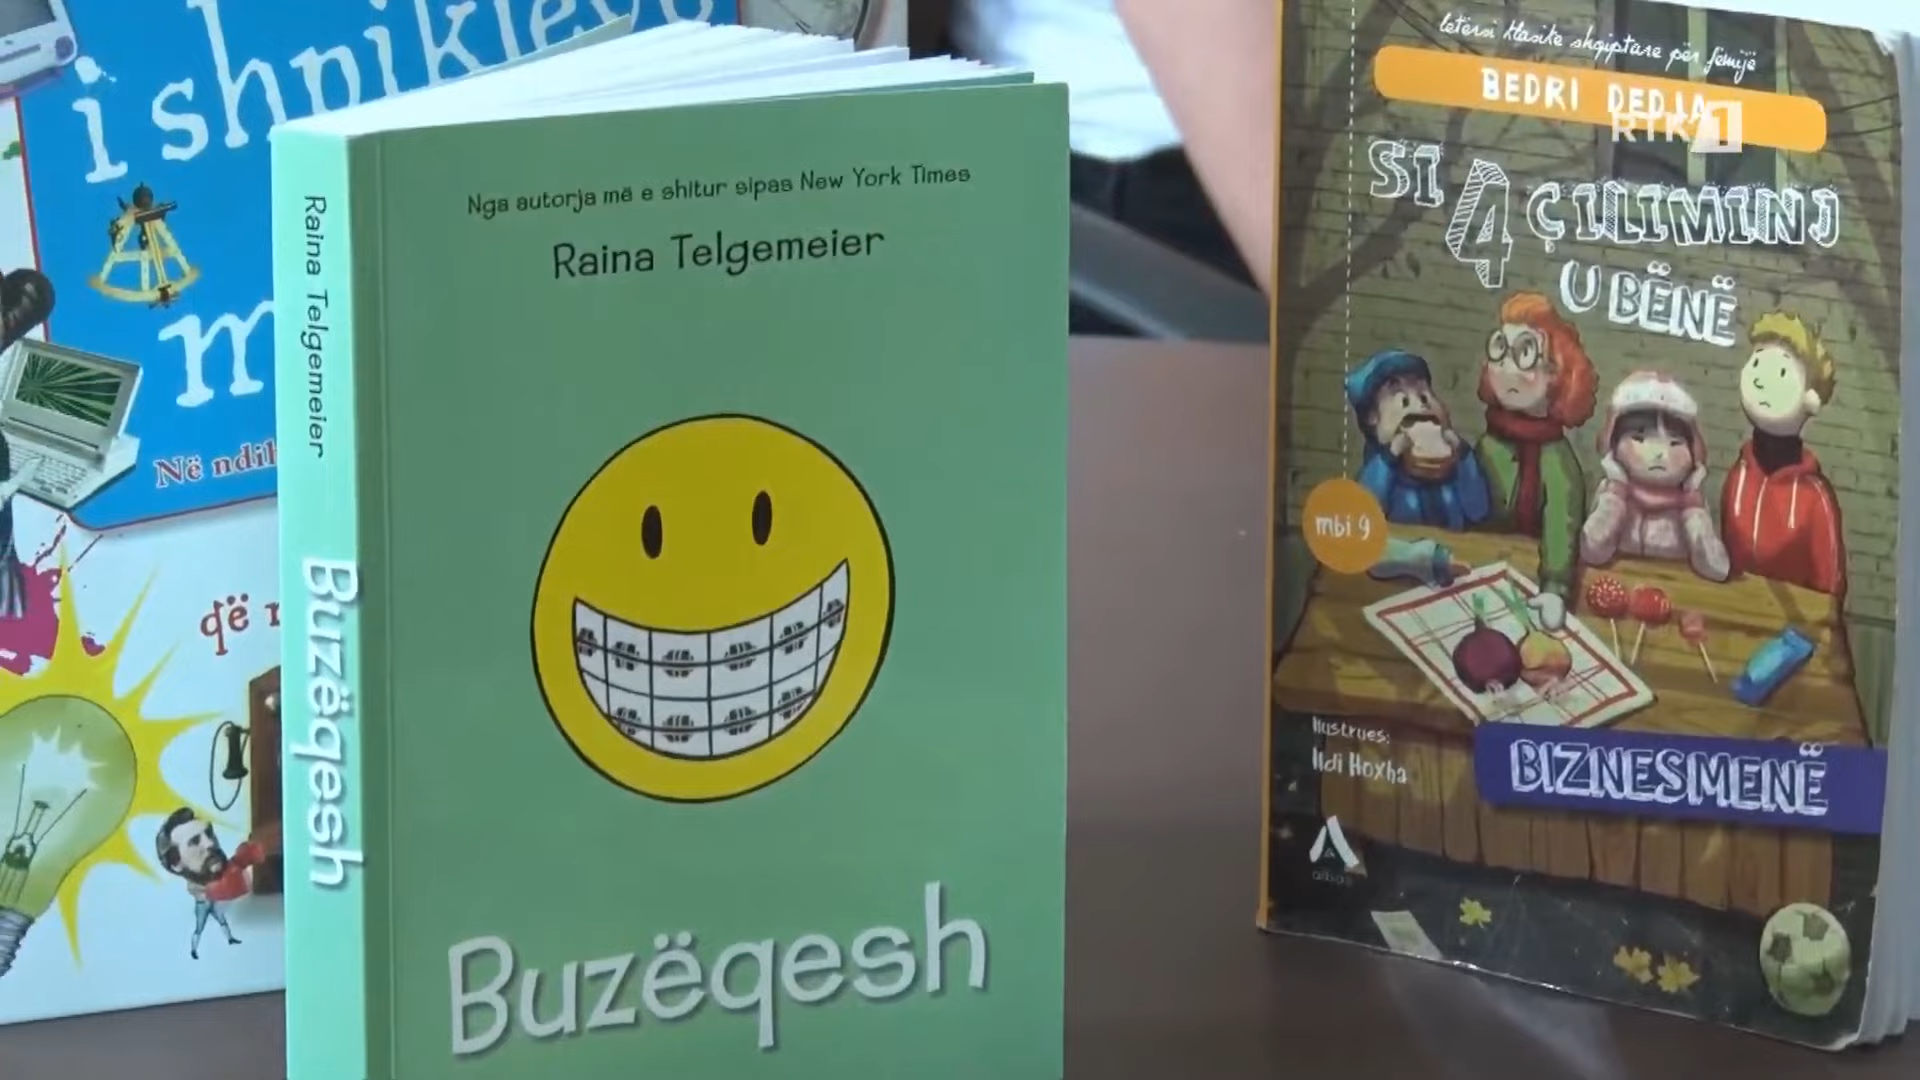 i shpikjeve
m
Në ndih
që r
Raina Telgemeier
Buzëqesh
Nga autorja më e shitur sipas New York Times
Raina Telgemeier
Buzëqesh
letërsi klasike shqiptare për fëmijë
BEDRI DEDJA
RTK 1
SI 4 ÇILIMINJ
U BËNË
mbi 9
Ilustrues:
Ildi Hoxha
BIZNESMENË
albas